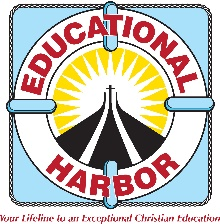 EDUCATIONAL
HARBOR
Your Lifeline to an Exceptional Christian Education